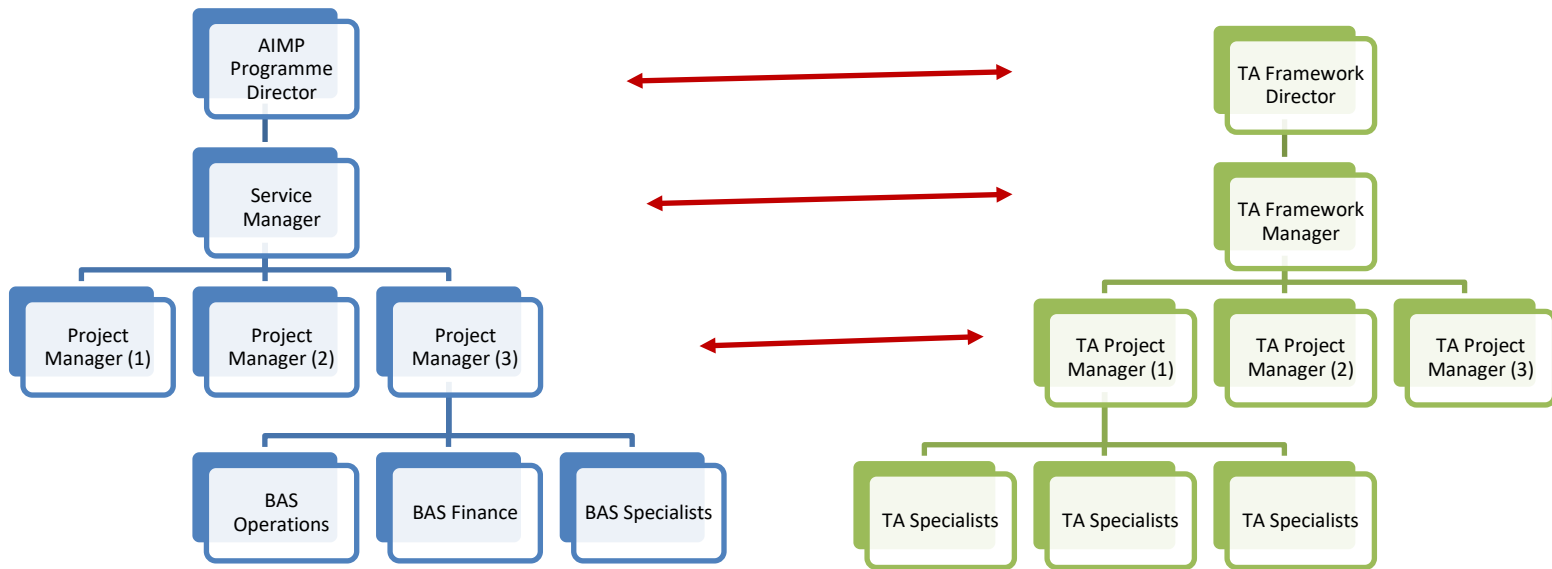 AIMP
Programme
Director
TA Framework
Director
Service
Manager
TA Framework
Manager
Project
Manager (1)
Project
Manager (2)
Project
Manager (3)
TA Project
Manager (1)
TA Project
Manager (2)
TA Project
Manager (3)
BAS
Operations
BAS Finance
BAS Specialists
TA Specialists
TA Specialists
TA Specialists